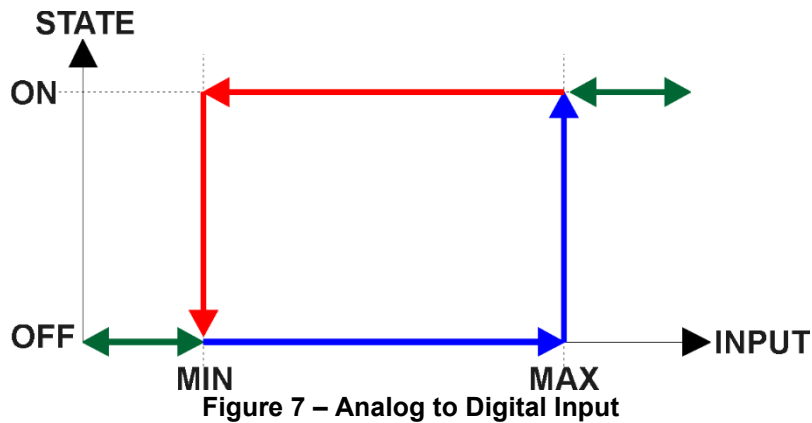 STATE
ON
OFF
INPUT
MIN
MAX
Figure 7 – Analog to Digital Input